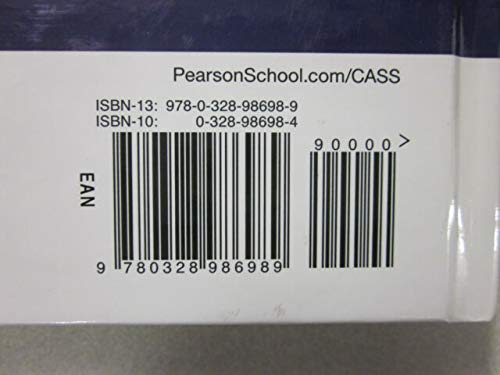 PearsonSchool.com/CASS
ISBN-13: 978-0-328-98698-9
ISBN-10: 0-328-98698-4
90000>
EAN
9 780328 986989